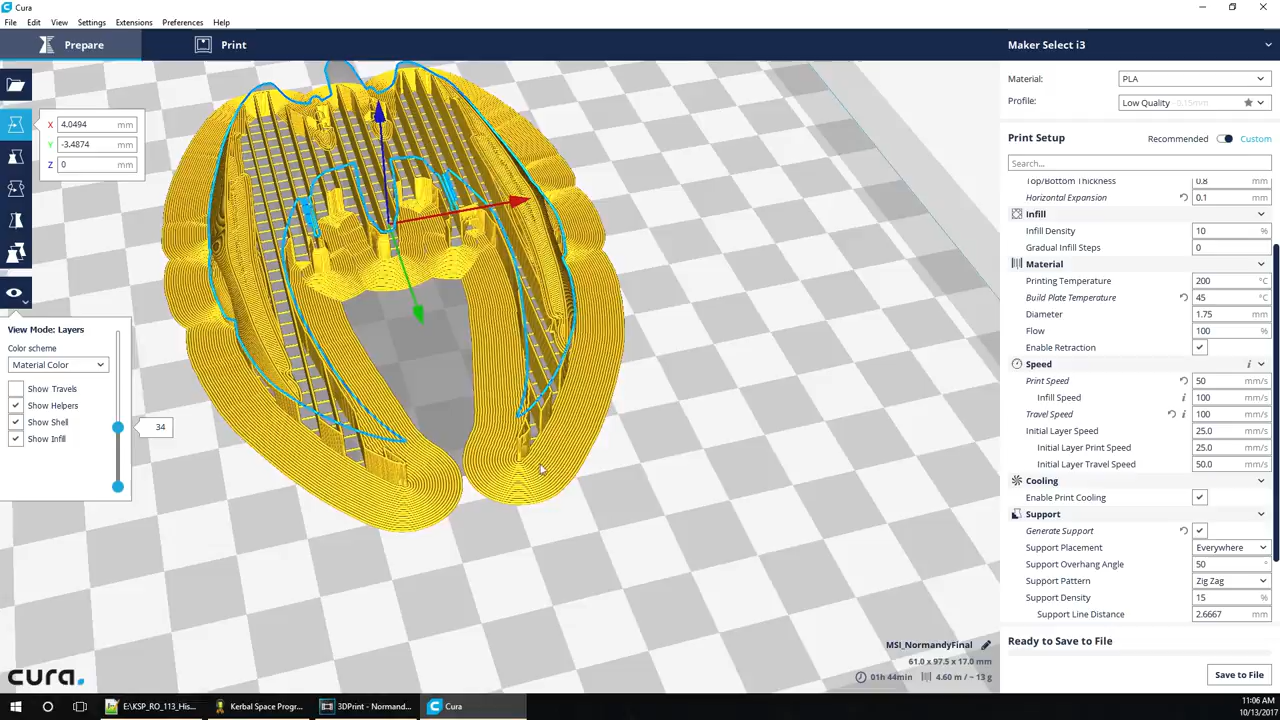 Cura
File Edit View Settings Extensions Preferences Help
Prepare Print Maker Select i3
X 4.0494 mm
Y -3.4874 mm
Z 0 mm
View Mode: Layers
Color scheme
Material Color
Show Travels
Show Helpers
Show Shell
Show Infill
34
Material: PLA
Profile: Low Quality 0.15mm
Print Setup Recommended Custom
Search...
Top/Bottom Thickness 0.8 mm
Horizontal Expansion 0.1 mm
Infill
Infill Density 10 %
Gradual Infill Steps 0
Material
Printing Temperature 200 °C
Build Plate Temperature 45 °C
Diameter 1.75 mm
Flow 100 %
Enable Retraction
Speed
Print Speed 50 mm/s
Infill Speed 100 mm/s
Travel Speed 100 mm/s
Initial Layer Speed 25.0 mm/s
Initial Layer Print Speed 25.0 mm/s
Initial Layer Travel Speed 50.0 mm/s
Cooling
Enable Print Cooling
Support
Generate Support
Support Placement Everywhere
Support Overhang Angle 50 °
Support Pattern Zig Zag
Support Density 15 %
Support Line Distance 2.6667 mm
MSI_NormandyFinal
61.0 x 97.5 x 17.0 mm
01h 44min 4.60 m / ~ 13 g
Ready to Save to File
Save to File
cura.
E:\KSP_RO_113_His... Kerbal Space Progr... 3DPrint - Normand... Cura
11:06 AM
10/13/2017